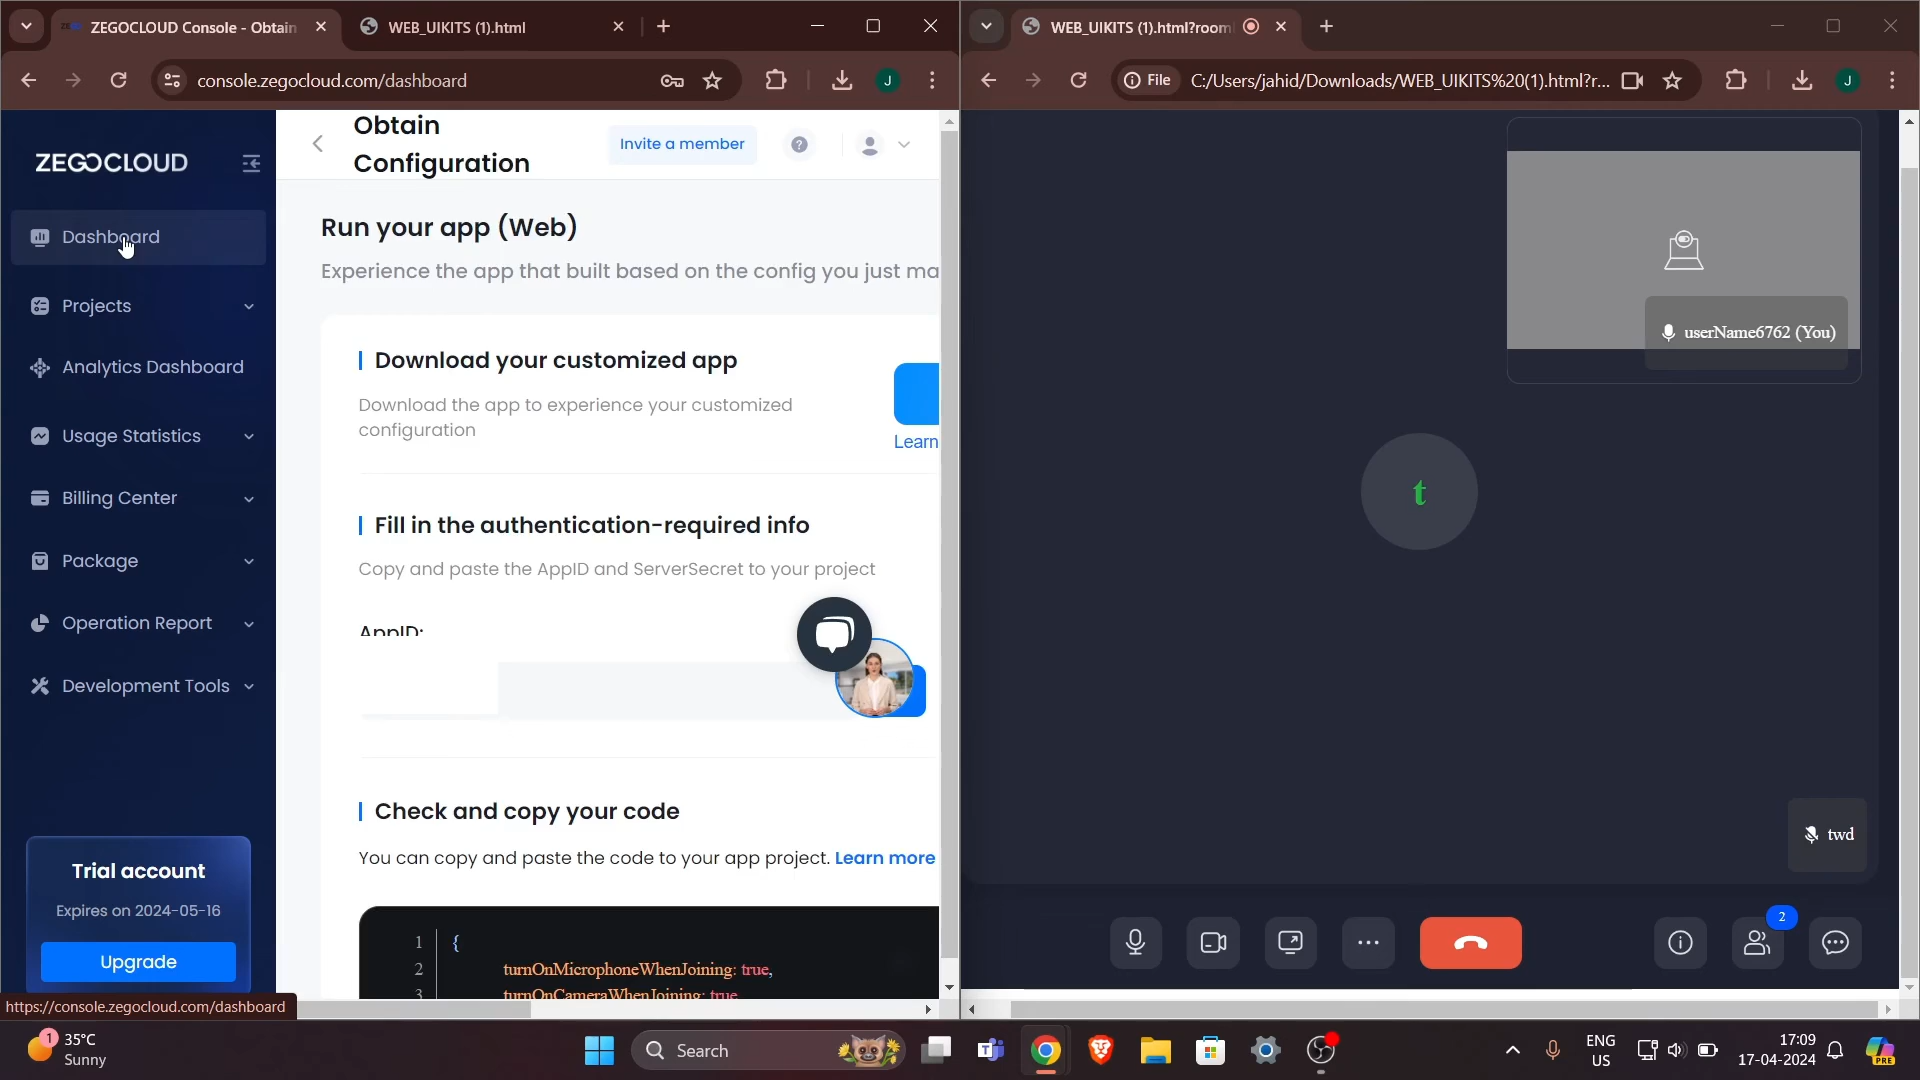 ZEGOCLOUD Console - Obtain
WEB_UIKITS (1).html
WEB_UIKITS (1).html?room
console.zegocloud.com/dashboard
J
File
C:/Users/jahid/Downloads/WEB_UIKITS%20(1).html?r...
J
ZEGOCLOUD
Obtain
Configuration
Invite a member
Dashboard
Projects
Analytics Dashboard
Usage Statistics
Billing Center
Package
Operation Report
Development Tools
Trial account
Expires on 2024-05-16
Upgrade
https://console.zegocloud.com/dashboard
Run your app (Web)
Experience the app that built based on the config you just ma
Download your customized app
Download the app to experience your customized
configuration
Learn
Fill in the authentication-required info
Copy and paste the AppID and ServerSecret to your project
AppID:
Check and copy your code
You can copy and paste the code to your app project. Learn more
1 {
2 turnOnMicrophoneWhenJoining: true,
3 turnOnCameraWhenJoining: true
userName6762 (You)
t
twd
2
1
35°C
Sunny
Search
ENG
US
17:09
17-04-2024
PRE